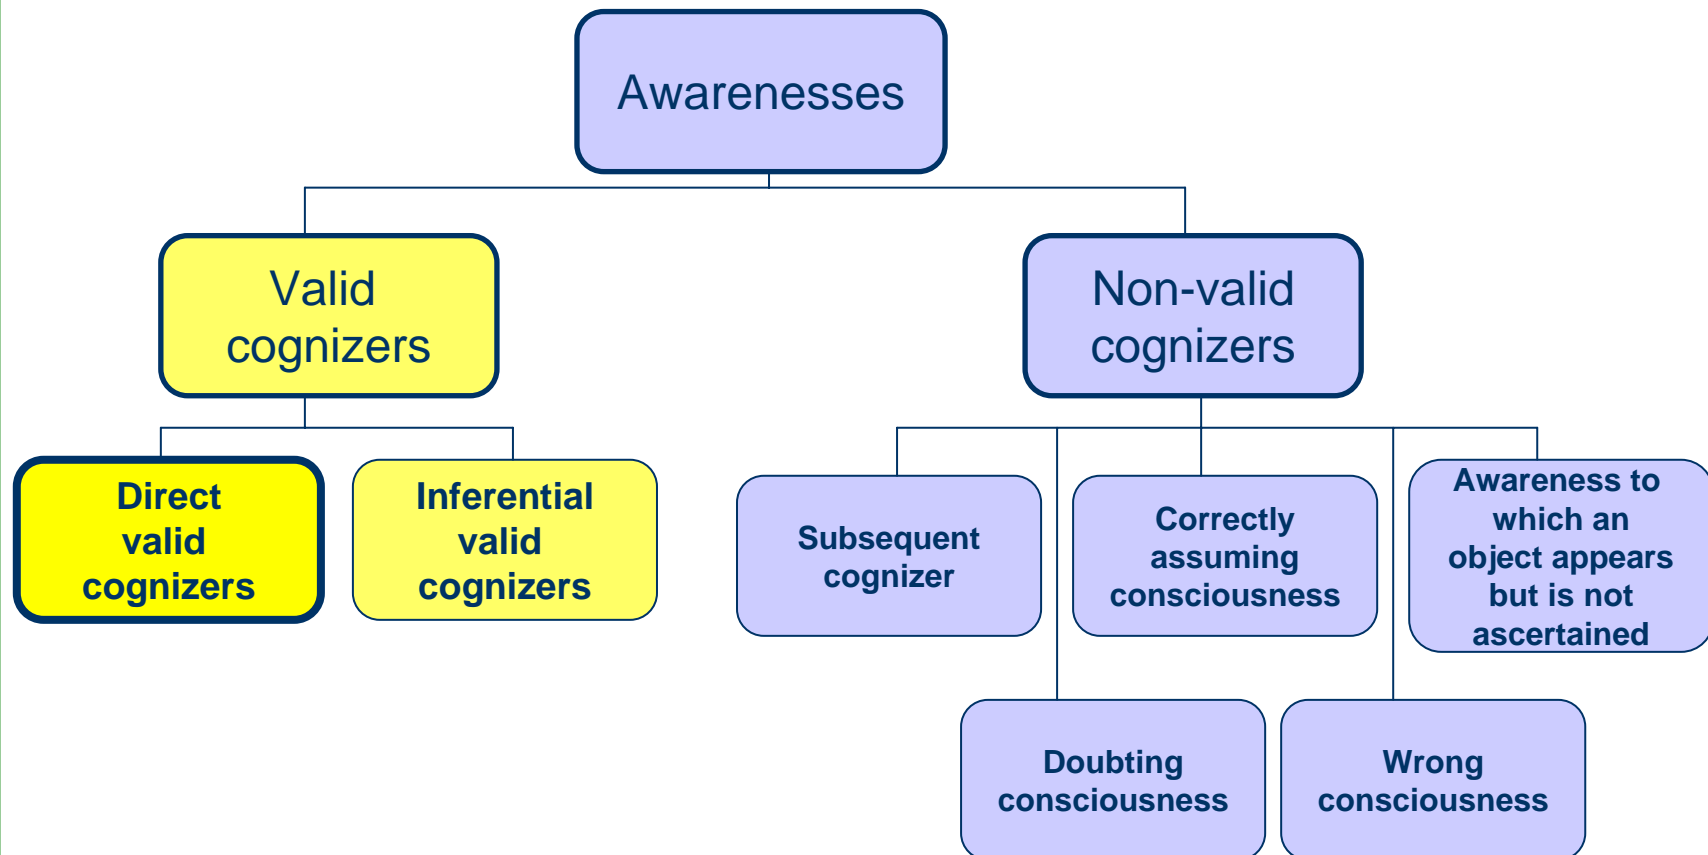 Awarenesses
Valid
cognizers
Non-valid
cognizers
Direct
valid
cognizers
Inferential
valid
cognizers
Subsequent
cognizer
Correctly
assuming
consciousness
Awareness to
which an
object appears
but is not
ascertained
Doubting
consciousness
Wrong
consciousness